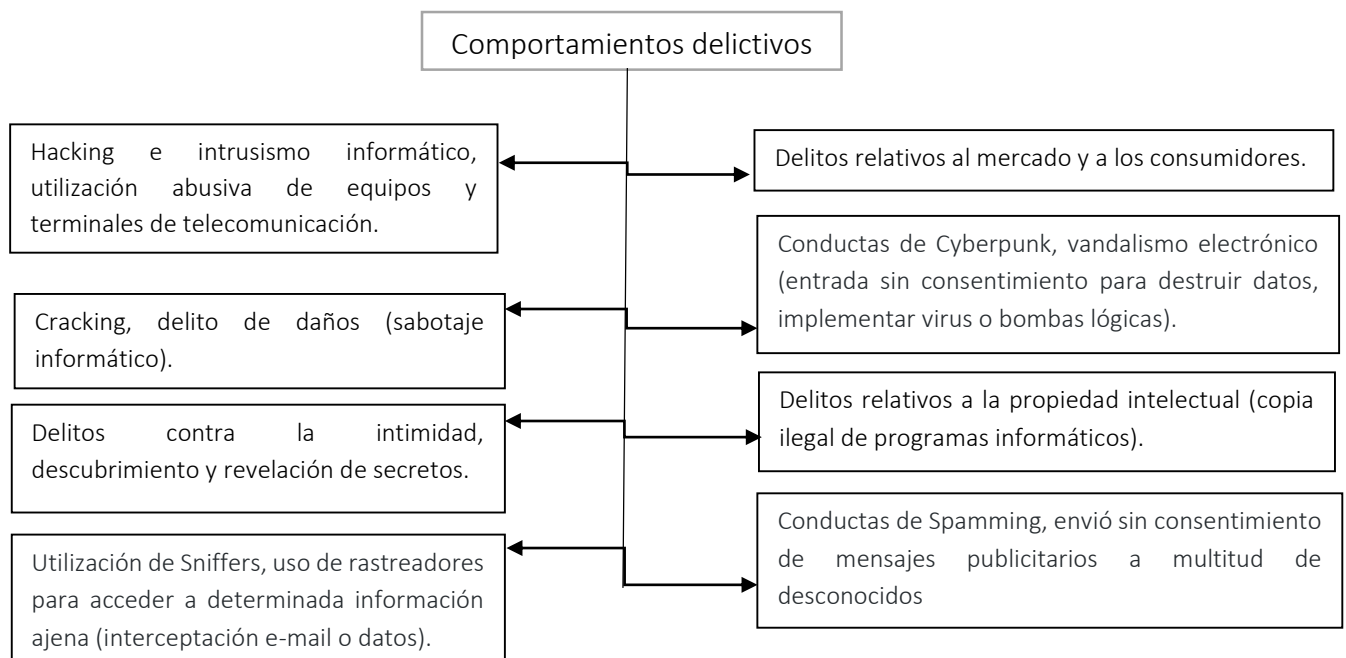 Comportamientos delictivos
Hacking e intrusismo informático,
utilización abusiva de equipos y
terminales de telecomunicación.
Delitos relativos al mercado y a los consumidores.
Conductas de Cyberpunk, vandalismo electrónico
(entrada sin consentimiento para destruir datos,
implementar virus o bombas lógicas).
Cracking, delito de daños (sabotaje
informático).
Delitos relativos a la propiedad intelectual (copia
ilegal de programas informáticos).
Delitos contra la intimidad,
descubrimiento y revelación de secretos.
Conductas de Spamming, envió sin consentimiento
de mensajes publicitarios a multitud de
desconocidos
Utilización de Sniffers, uso de rastreadores
para acceder a determinada información
ajena (interceptación e-mail o datos).